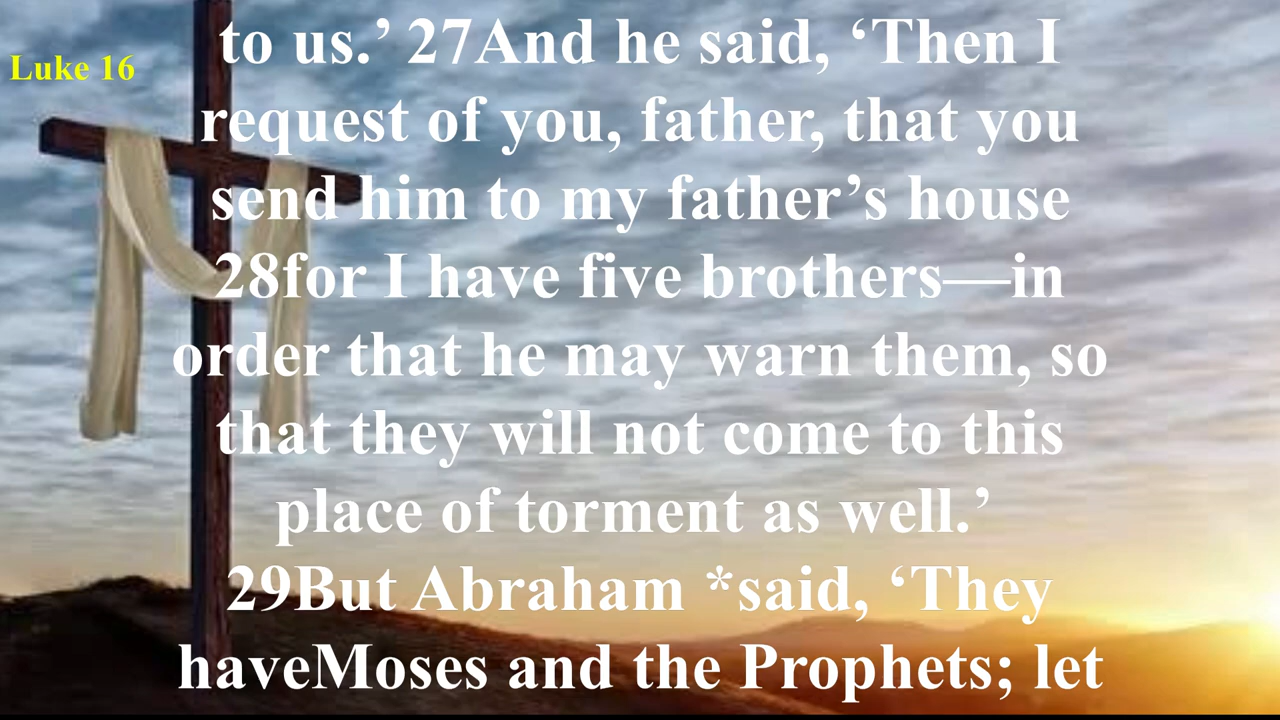 Luke 16
to us.’ 27And he said, ‘Then I
request of you, father, that you
send him to my father’s house
28for I have five brothers—in
order that he may warn them, so
that they will not come to this
place of torment as well.’
29But Abraham *said, ‘They
haveMoses and the Prophets; let